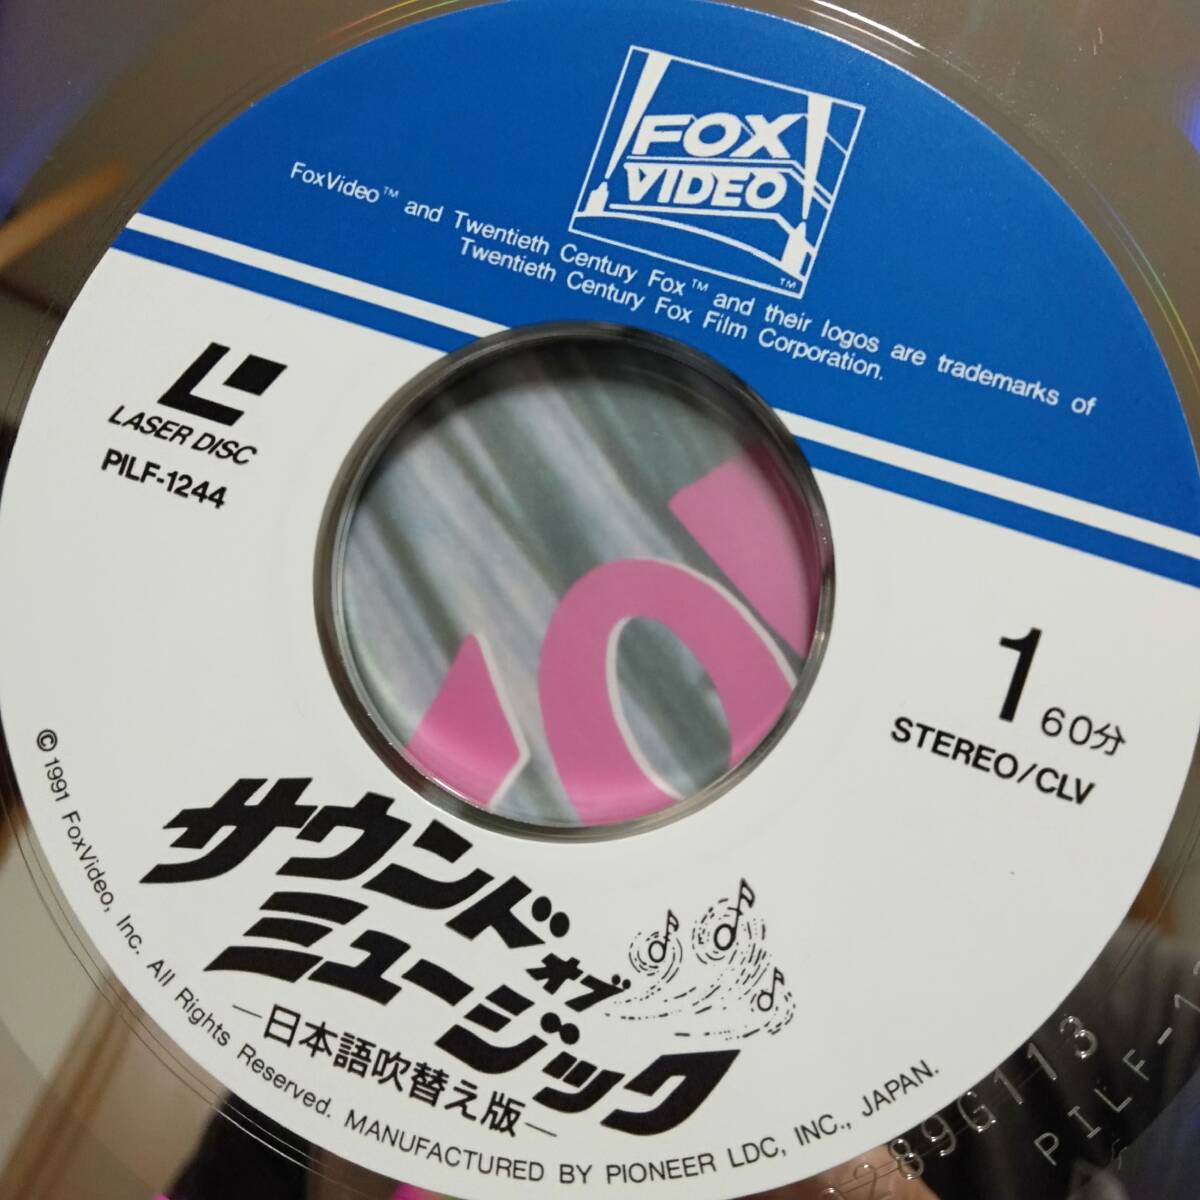 FOX
VIDEO
™
FoxVideo™ and Twentieth Century Fox™ and their logos are trademarks of
Twentieth Century Fox Film Corporation.
LASER DISC
PILF-1244
1 60分
STEREO/CLV
サウンド
オブ
ミュージック
—日本語吹替え版—
© 1991 FoxVideo, Inc. All Rights Reserved. MANUFACTURED BY PIONEER LDC, INC., JAPAN.